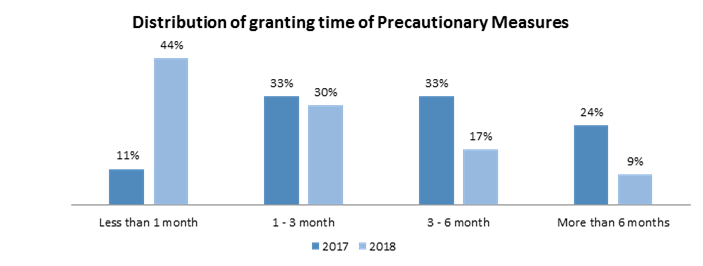 Distribution of granting time of Precautionary Measures
44%
33%
33%
30%
24%
17%
11%
9%
Less than 1 month
1 - 3 month
3 - 6 month
More than 6 months
2017
2018